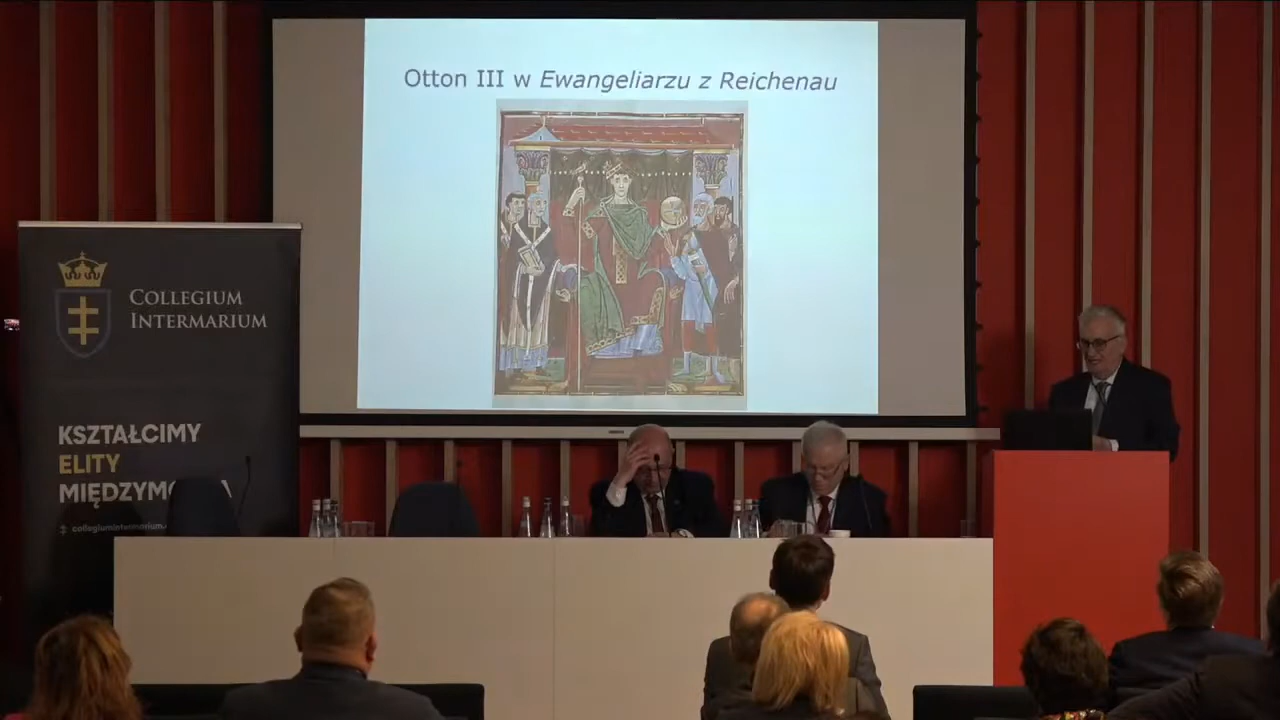 Otton III w Ewangeliarzu z Reichenau
COLLEGIUM
INTERMARIUM
KSZTAŁCIMY
ELITY